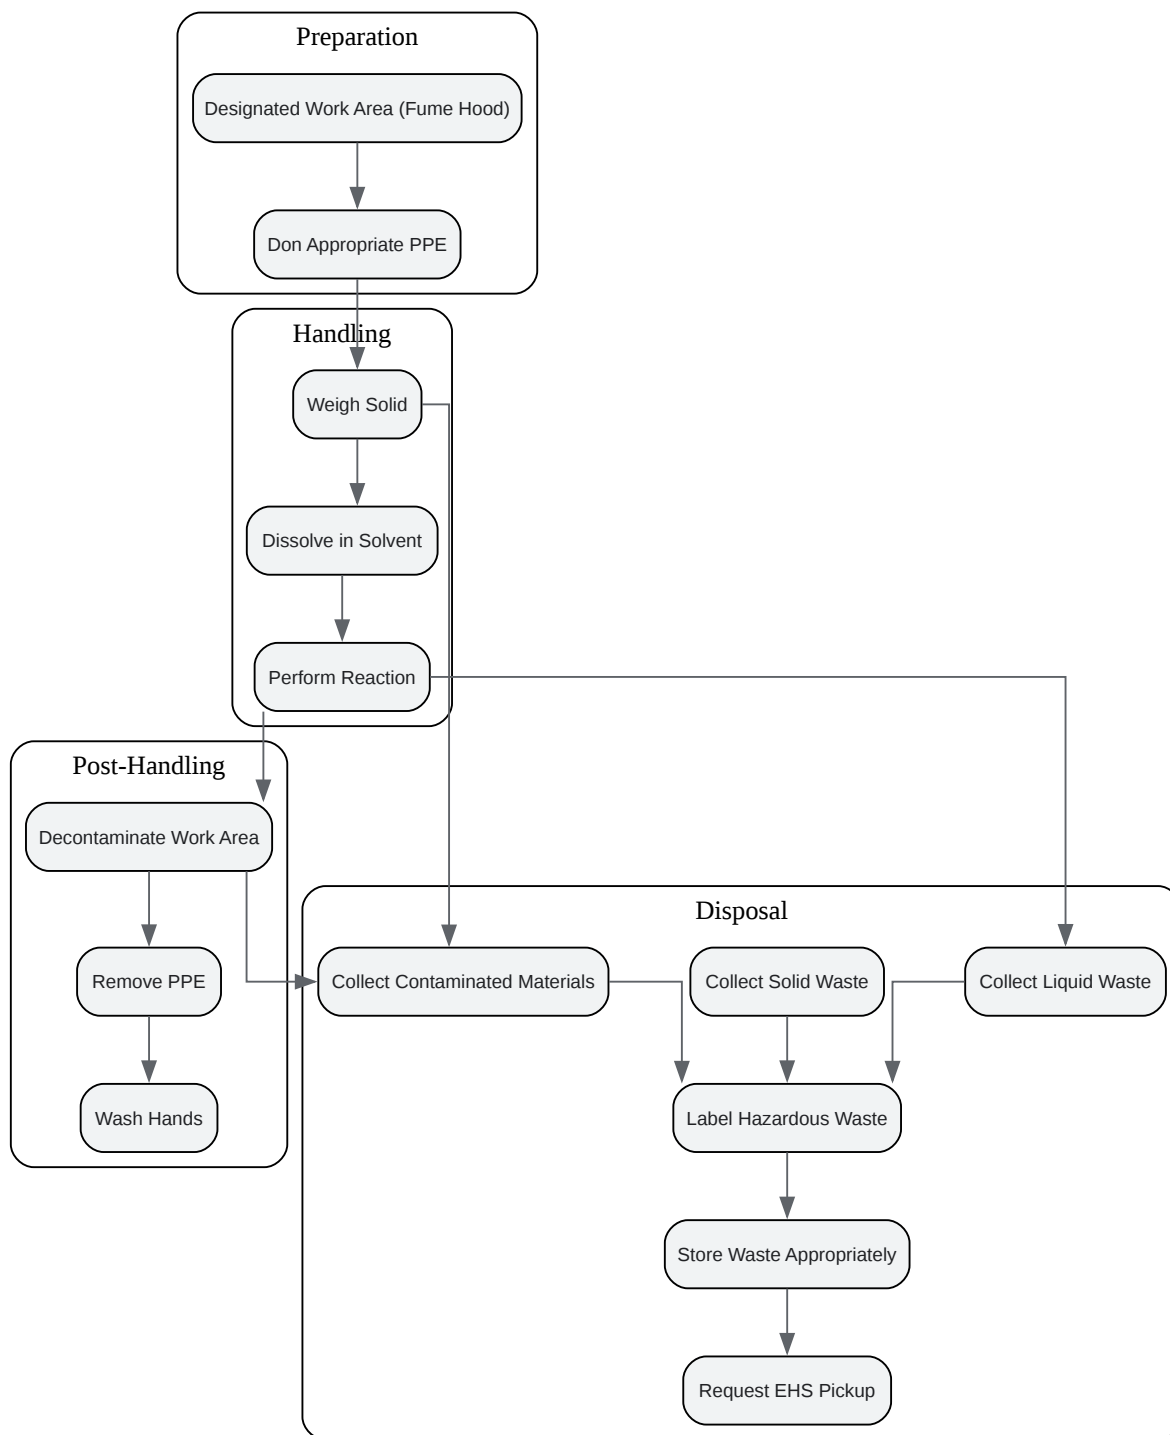 Preparation
Designated Work Area (Fume Hood)
Don Appropriate PPE
Handling
Weigh Solid
Dissolve in Solvent
Perform Reaction
Post-Handling
Decontaminate Work Area
Remove PPE
Wash Hands
Disposal
Collect Contaminated Materials
Collect Solid Waste
Collect Liquid Waste
Label Hazardous Waste
Store Waste Appropriately
Request EHS Pickup